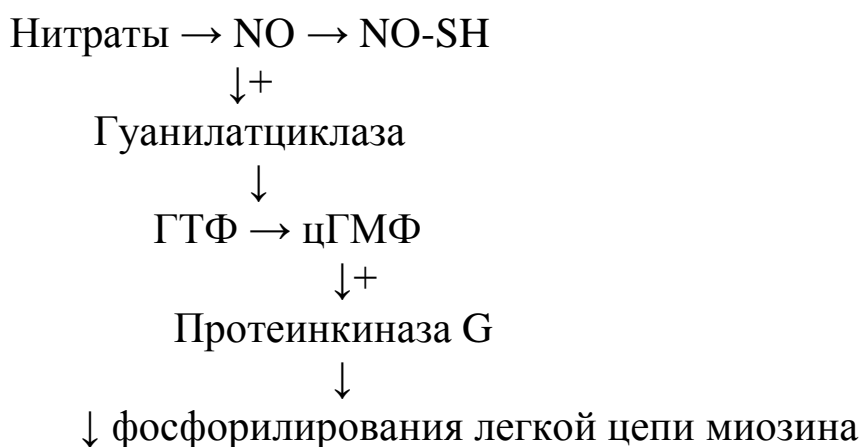 Нитраты → NO → NO-SH
↓+
Гуанилатциклаза
↓
ГТФ → цГМФ
↓+
Протеинкиназа G
↓
↓ фосфорилирования легкой цепи миозина